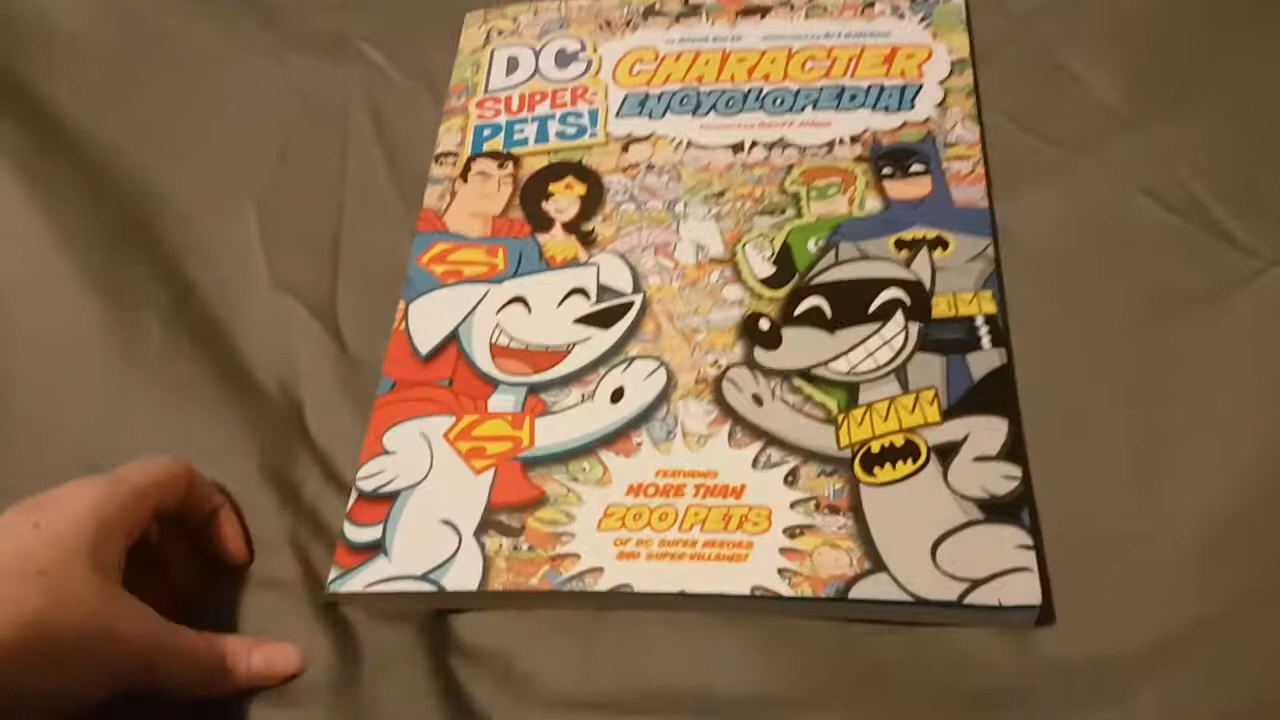 DC
SUPER-
PETS!
CHARACTER
ENCYCLOPEDIA!
FEATURING
MORE THAN
200 PETS
OF DC SUPER HEROES
AND SUPER-VILLAINS!